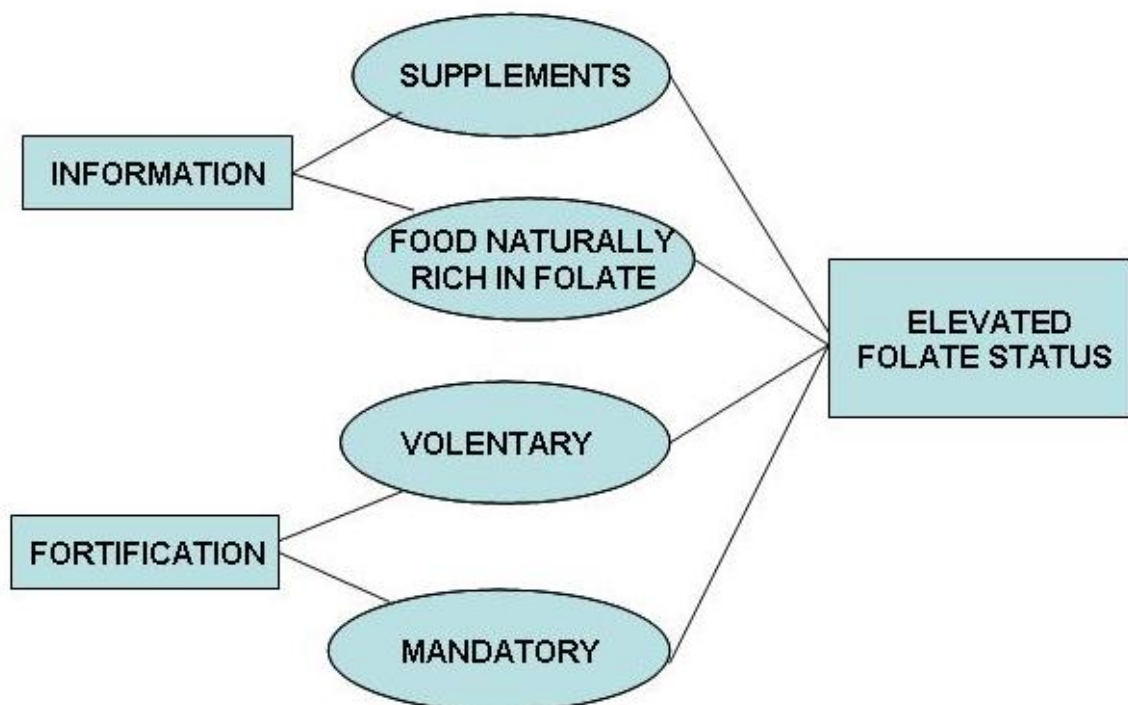 SUPPLEMENTS
INFORMATION
FOOD NATURALLY
RICH IN FOLATE
ELEVATED
FOLATE STATUS
VOLENTARY
FORTIFICATION
MANDATORY